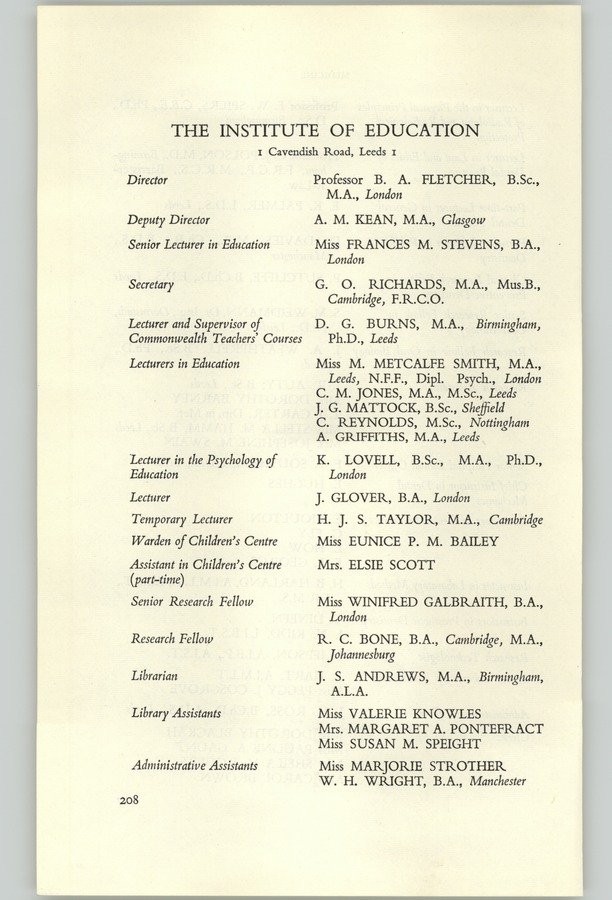 THE INSTITUTE OF EDUCATION
1 Cavendish Road, Leeds 1
Director Professor B. A. FLETCHER, B.Sc.,
M.A., London
Deputy Director A. M. KEAN, M.A., Glasgow
Senior Lecturer in Education Miss FRANCES M. STEVENS, B.A.,
London
Secretary G. O. RICHARDS, M.A., Mus.B.,
Cambridge, F.R.C.O.
Lecturer and Supervisor of D. G. BURNS, M.A., Birmingham,
Commonwealth Teachers' Courses Ph.D., Leeds
Lecturers in Education Miss M. METCALFE SMITH, M.A.,
Leeds, N.F.F., Dipl. Psych., London
C. M. JONES, M.A., M.Sc., Leeds
J. G. MATTOCK, B.Sc., Sheffield
C. REYNOLDS, M.Sc., Nottingham
A. GRIFFITHS, M.A., Leeds
Lecturer in the Psychology of K. LOVELL, B.Sc., M.A., Ph.D.,
Education London
Lecturer J. GLOVER, B.A., London
Temporary Lecturer H. J. S. TAYLOR, M.A., Cambridge
Warden of Children's Centre Miss EUNICE P. M. BAILEY
Assistant in Children's Centre Mrs. ELSIE SCOTT
(part-time)
Senior Research Fellow Miss WINIFRED GALBRAITH, B.A.,
London
Research Fellow R. C. BONE, B.A., Cambridge, M.A.,
Johannesburg
Librarian J. S. ANDREWS, M.A., Birmingham,
A.L.A.
Library Assistants Miss VALERIE KNOWLES
Mrs. MARGARET A. PONTEFRACT
Miss SUSAN M. SPEIGHT
Administrative Assistants Miss MARJORIE STROTHER
W. H. WRIGHT, B.A., Manchester
208